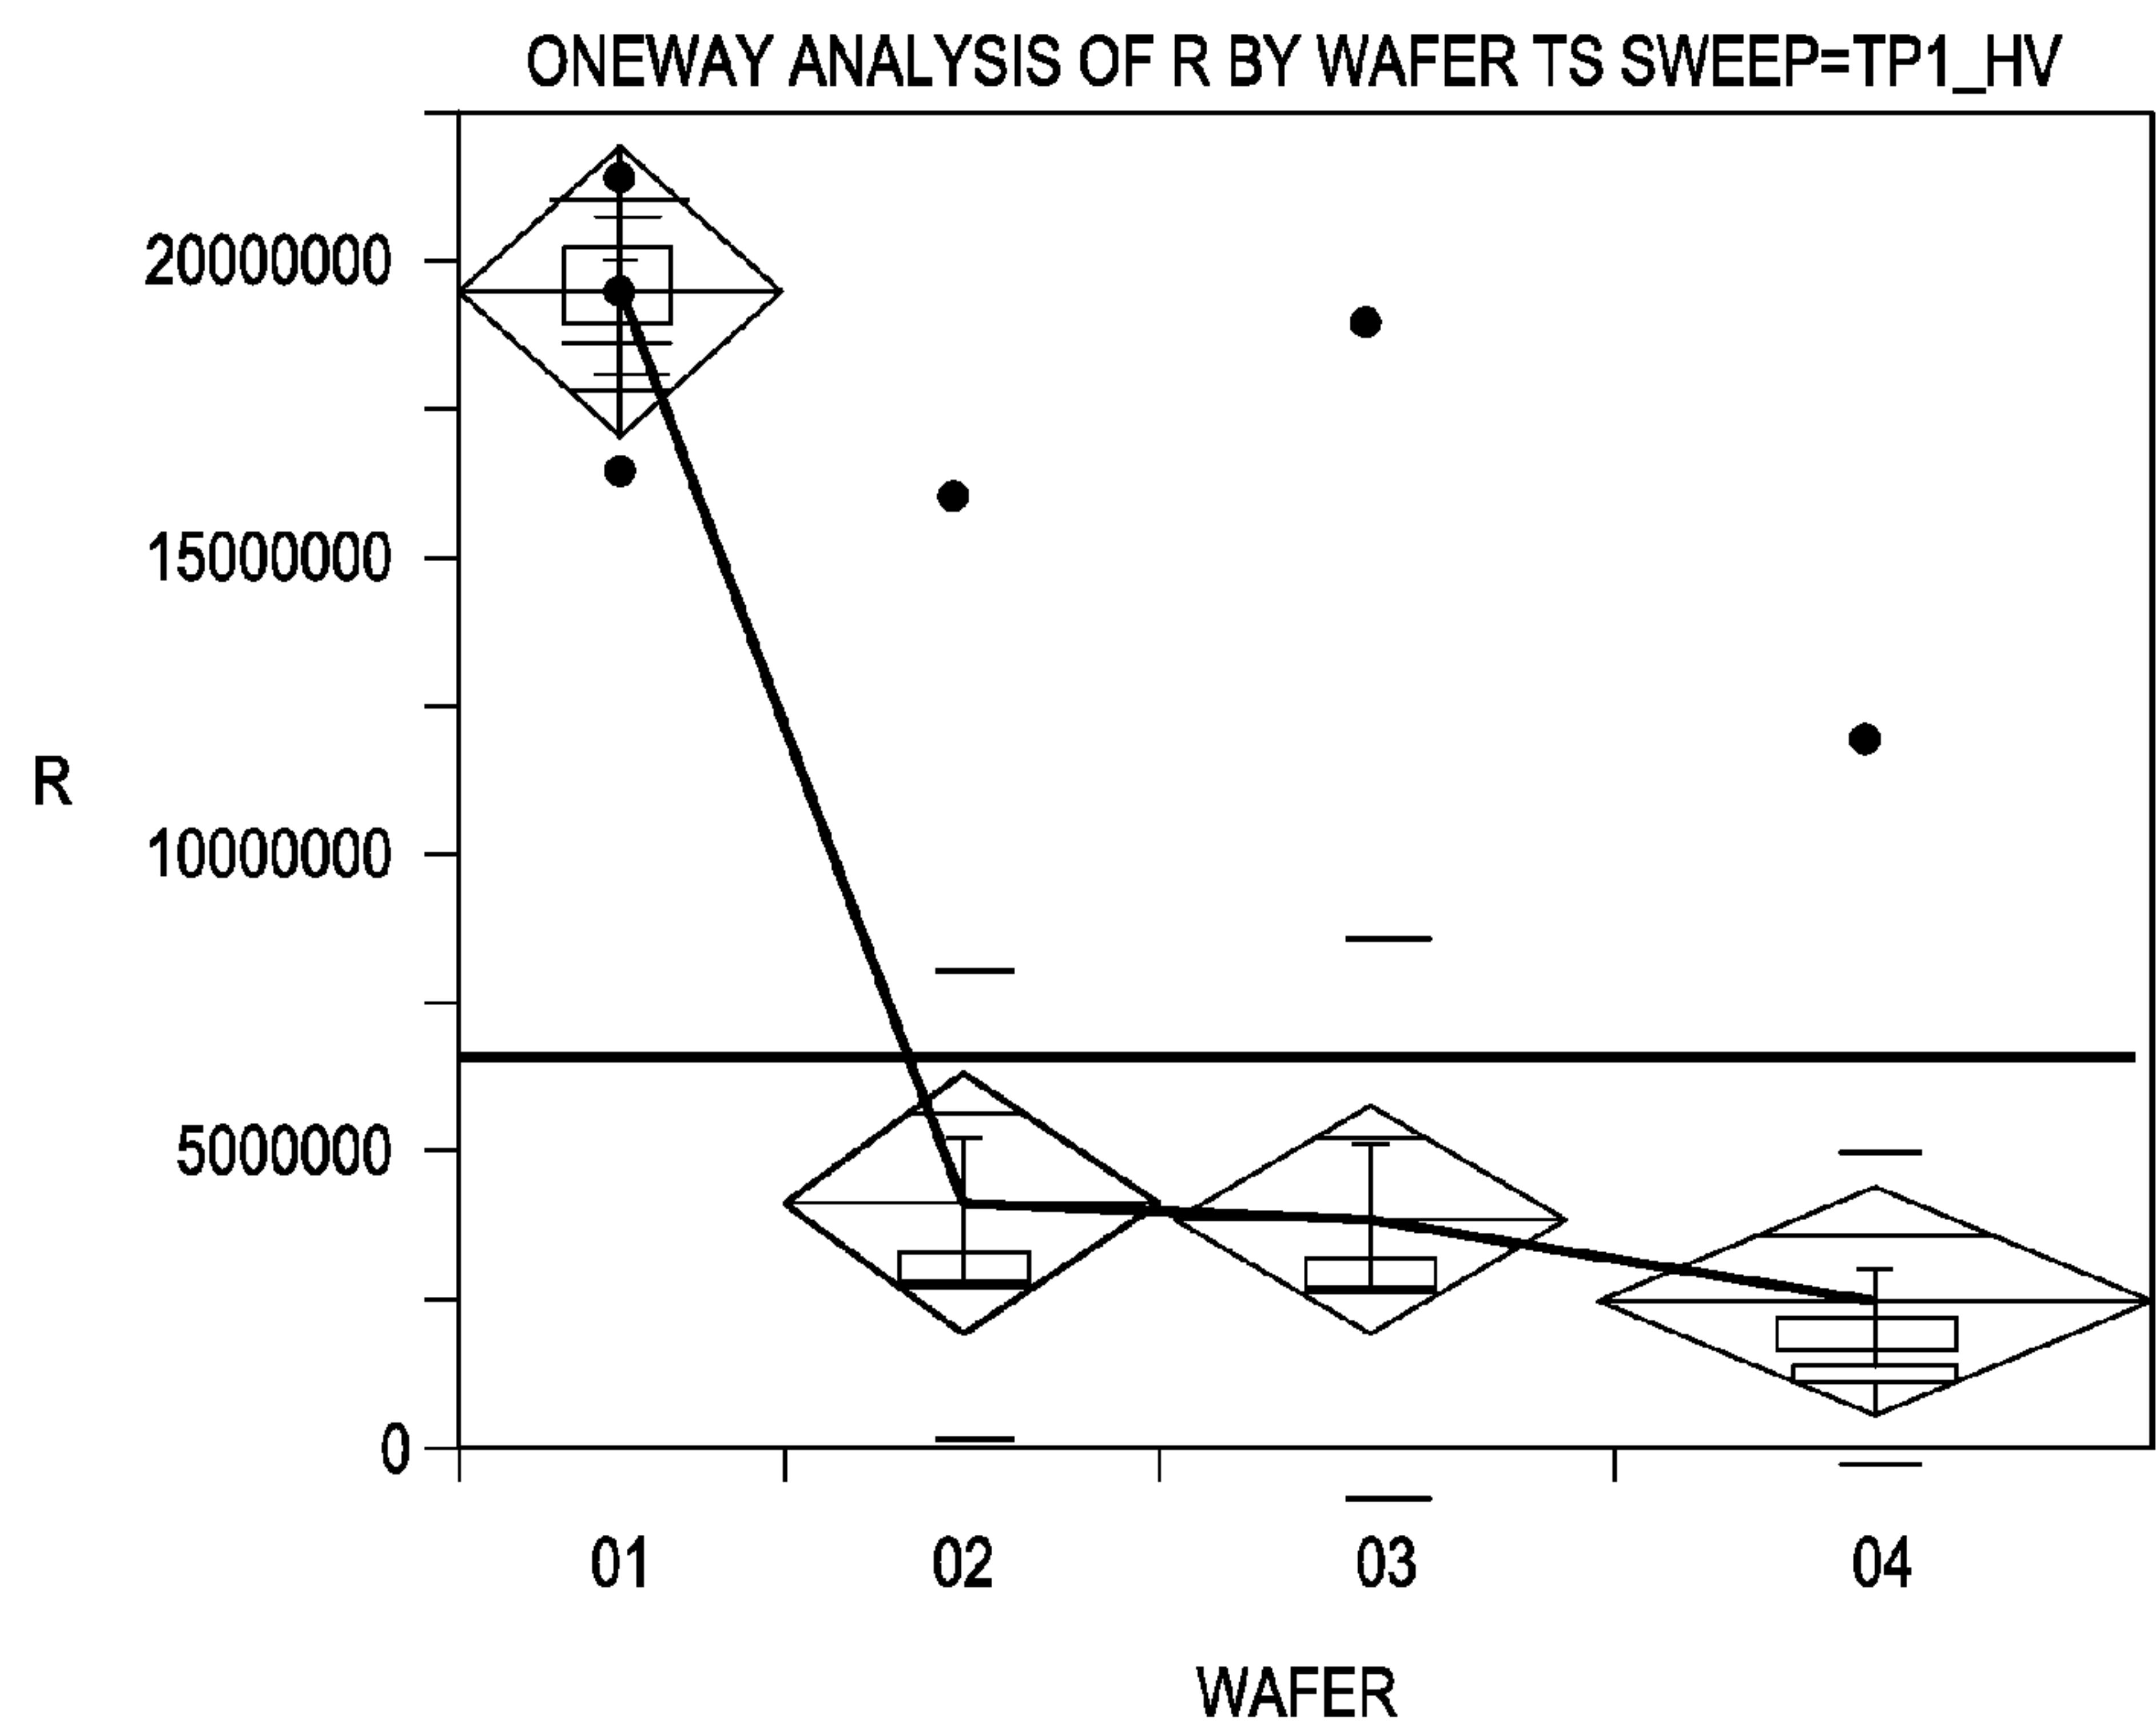 ONEWAY ANALYSIS OF R BY WAFER TS SWEEP=TP1_HV
20000000
15000000
R
10000000
5000000
0
01 02 03 04
WAFER